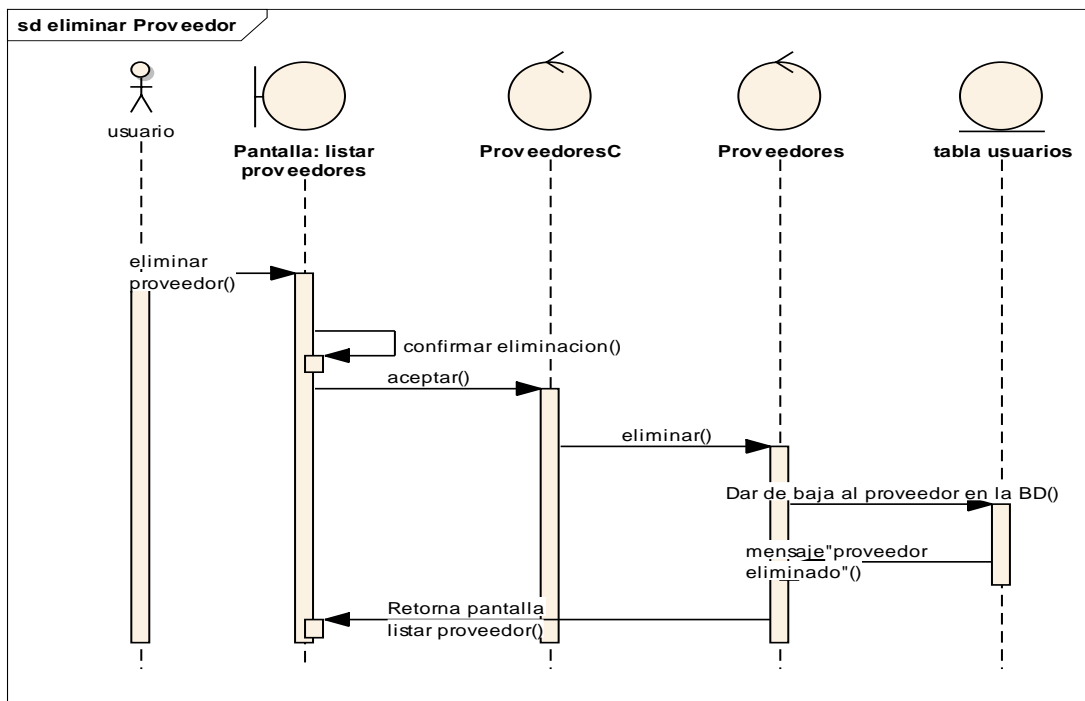 sd eliminar Proveedor
usuario
Pantalla: listar
proveedores
ProveedoresC
Proveedores
tabla usuarios
eliminar
proveedor()
confirmar eliminacion()
aceptar()
eliminar()
Dar de baja al proveedor en la BD()
mensaje"proveedor
eliminado"()
Retorna pantalla
listar proveedor()